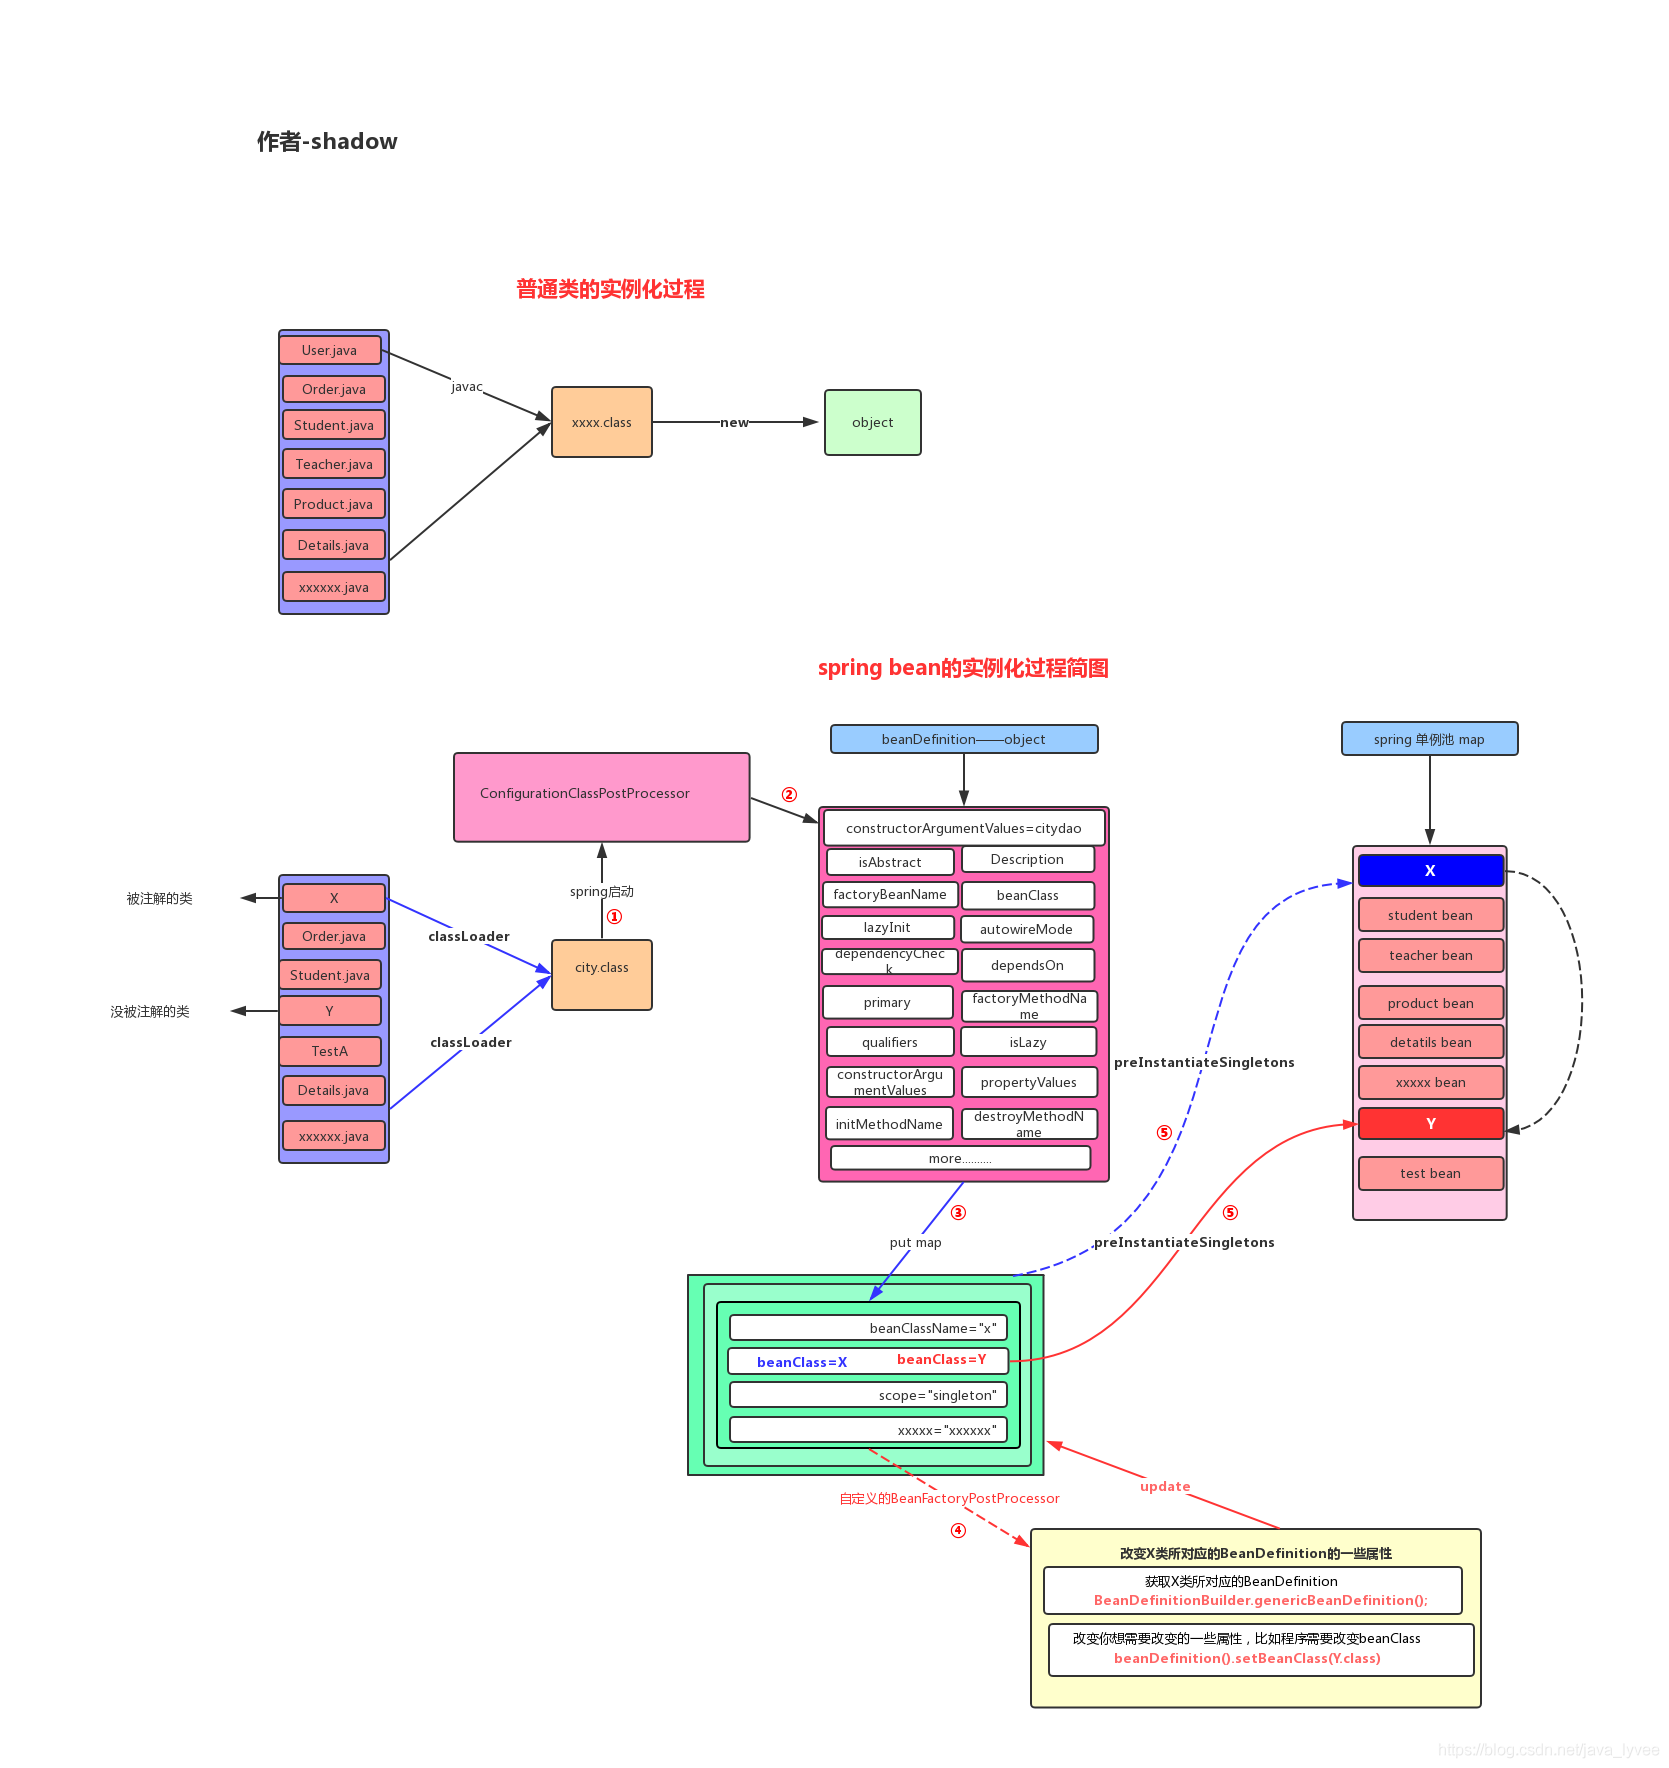 作者-shadow
普通类的实例化过程
User.java
Order.java
Student.java
Teacher.java
Product.java
Details.java
xxxxxx.java
javac
xxxx.class
new
object
spring bean的实例化过程简图
被注解的类
没被注解的类
X
Order.java
Student.java
Y
TestA
Details.java
xxxxxx.java
classLoader
classLoader
city.class
spring启动
①
ConfigurationClassPostProcessor
②
beanDefinition——object
constructorArgumentValues=citydao
isAbstract
Description
factoryBeanName
beanClass
lazyInit
autowireMode
dependencyChec
k
dependsOn
primary
factoryMethodNa
me
qualifiers
isLazy
constructorArgu
mentValues
propertyValues
initMethodName
destroyMethodN
ame
more..........
③
put map
beanClassName="x"
beanClass=X
beanClass=Y
scope="singleton"
xxxxx="xxxxxx"
自定义的BeanFactoryPostProcessor
④
update
改变X类所对应的BeanDefinition的一些属性
获取X类所对应的BeanDefinition
BeanDefinitionBuilder.genericBeanDefinition();
改变你想需要改变的一些属性，比如程序需要改变beanClass
beanDefinition().setBeanClass(Y.class)
preInstantiateSingletons
⑤
preInstantiateSingletons
⑤
spring 单例池 map
X
student bean
teacher bean
product bean
detatils bean
xxxxx bean
Y
test bean
https://blog.csdn.net/java_lyvee